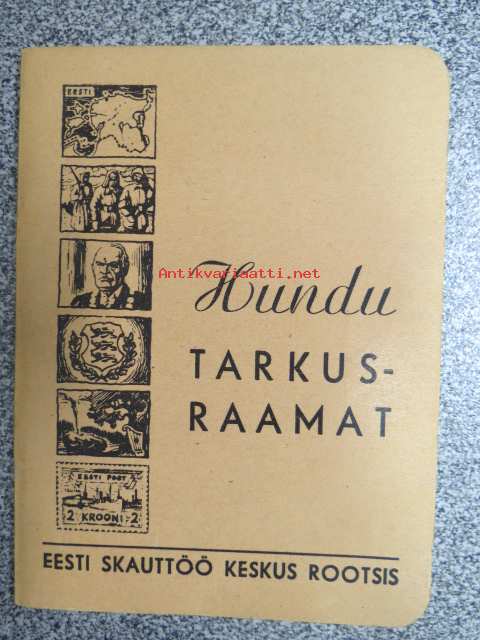 EESTI
Antikvariaatti.net
Hundu
TARKUS-
RAAMAT
EESTI POST
2 KROONI 2
EESTI SKAUTTÖÖ KESKUS ROOTSIS